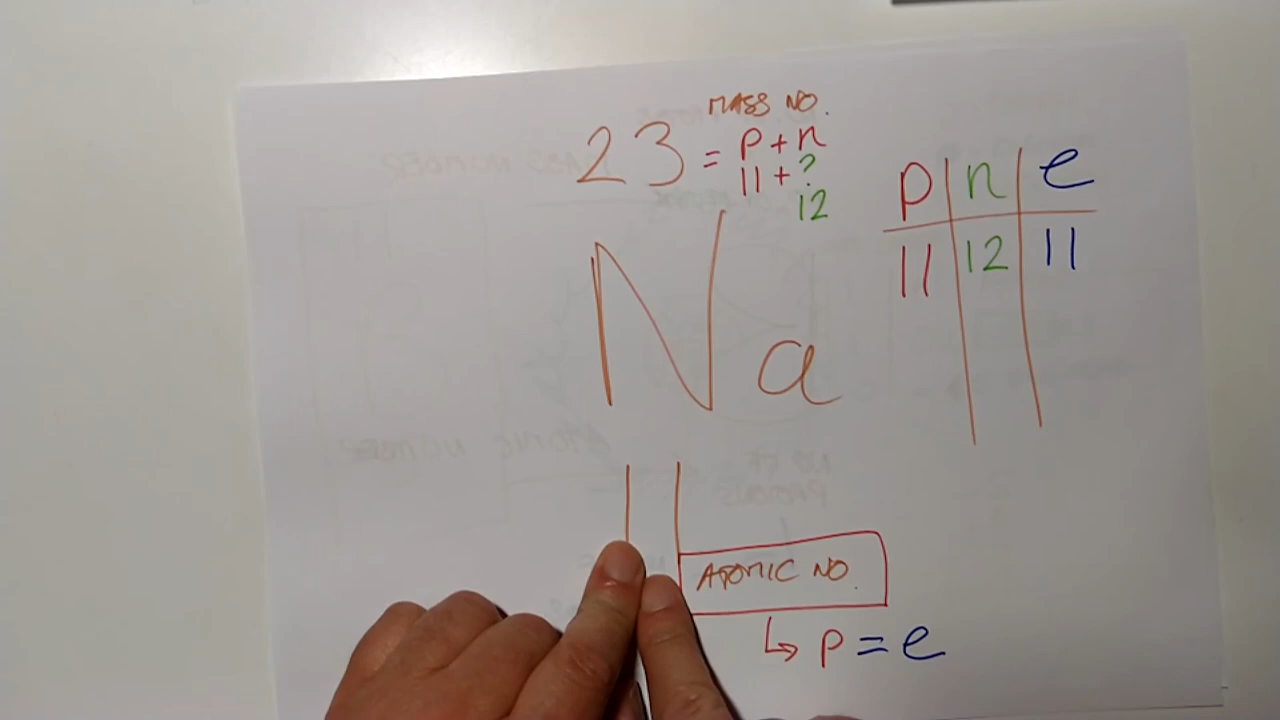 MASS NO.
23 = p + n
11 + ?
12
Na
11
ATOMIC NO.
↳ p = e
p n e
11 12 11